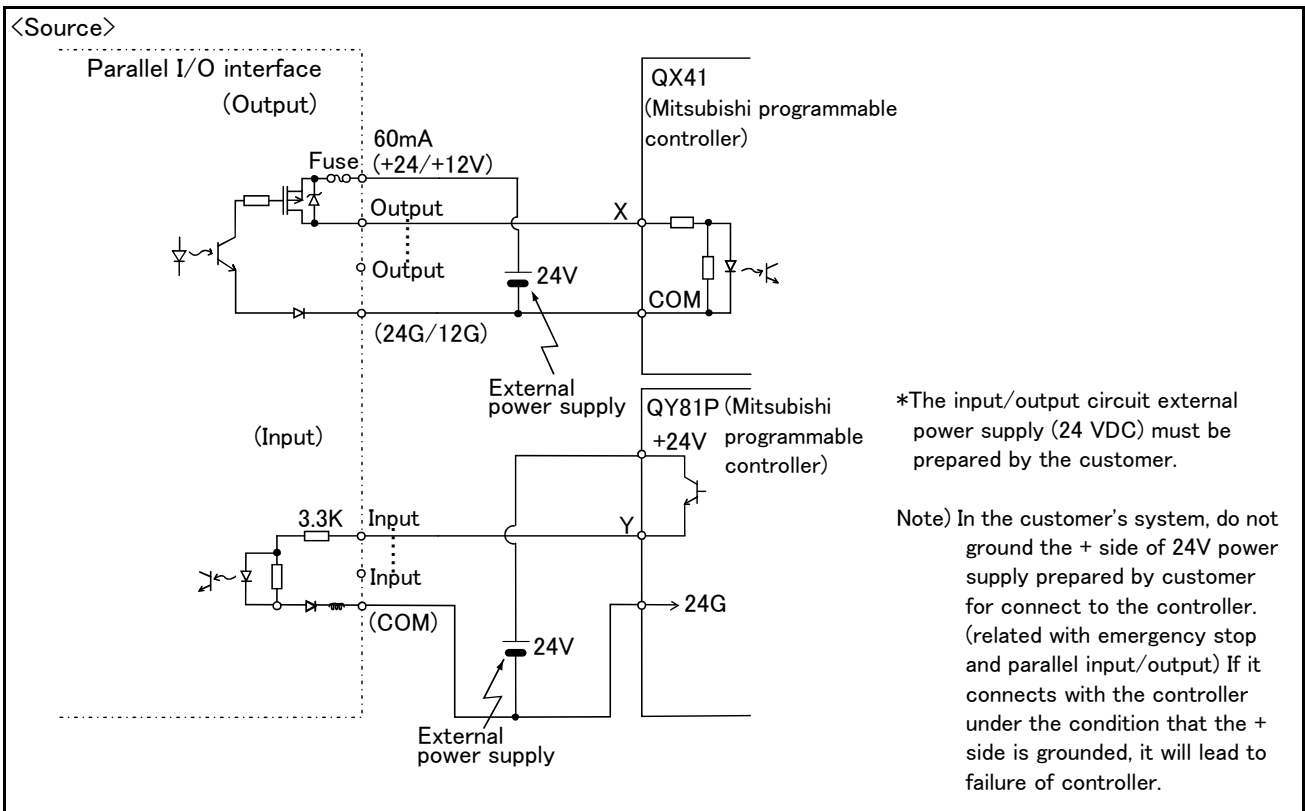 <Source>
Parallel I/O interface
(Output)
60mA
Fuse (+24/+12V)
Output
Output
(24G/12G)
24V
External
power supply
X
COM
QX41
(Mitsubishi programmable
controller)
(Input)
3.3K
Input
Input
(COM)
24V
External
power supply
QY81P (Mitsubishi
programmable
controller)
+24V
Y
24G
*The input/output circuit external
power supply (24 VDC) must be
prepared by the customer.
Note) In the customer's system, do not
ground the + side of 24V power
supply prepared by customer
for connect to the controller.
(related with emergency stop
and parallel input/output) If it
connects with the controller
under the condition that the +
side is grounded, it will lead to
failure of controller.